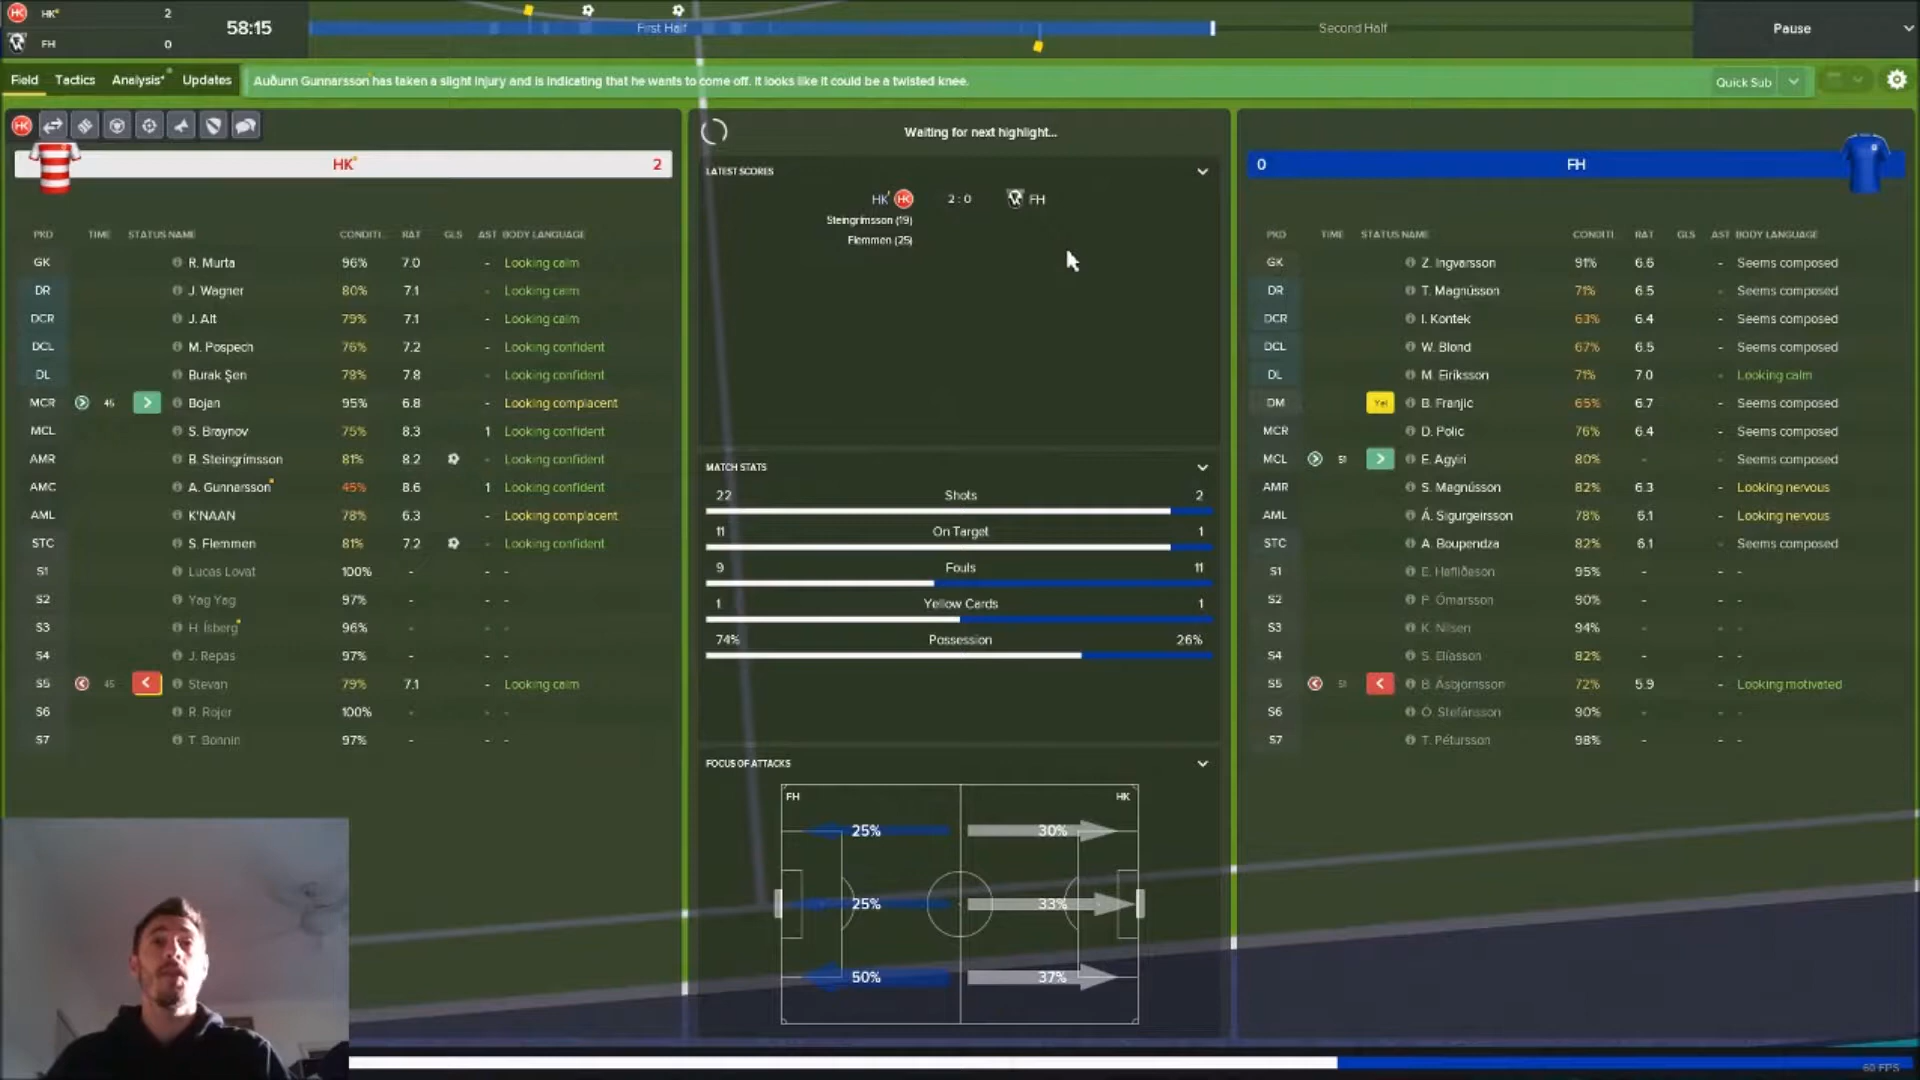 HK* 2
FH 0
58:15
First Half
Second Half
Pause
Field Tactics Analysis* Updates
Auðunn Gunnarsson has taken a slight injury and is indicating that he wants to come off. It looks like it could be a twisted knee.
Quick Sub
HK 2
Waiting for next highlight...
0 FH
LATEST SCORES
HK 2 : 0 FH
Steingrímsson (19)
Flemmen (25)
PKD TIME STATUS NAME CONDITI... RAT GLS AST BODY LANGUAGE
GK R. Murta 96% 7.0 - Looking calm
DR J. Wagner 80% 7.1 - Looking calm
DCR J. Alt 79% 7.1 - Looking calm
DCL M. Pospech 76% 7.2 - Looking confident
DL Burak Şen 78% 7.8 - Looking confident
MCR 45 Bojan 95% 6.8 - Looking complacent
MCL S. Braynov 75% 8.3 1 Looking confident
AMR B. Steingrímsson 81% 8.2 - Looking confident
AMC A. Gunnarsson* 45% 8.6 1 Looking confident
AML K'NAAN 78% 6.3 - Looking complacent
STC S. Flemmen 81% 7.2 - Looking confident
S1 Lucas Lovat 100% - - -
S2 Yag Yag 97% - - -
S3 H. Ísberg* 96% - - -
S4 J. Repas 97% - - -
S5 45 Stevan 79% 7.1 - Looking calm
S6 R. Rojer 100% - - -
S7 T. Bonnin 97% - - -
MATCH STATS
22 Shots 2
11 On Target 1
9 Fouls 11
1 Yellow Cards 1
74% Possession 26%
FOCUS OF ATTACKS
FH HK
25% 30%
25% 33%
50% 37%
PKD TIME STATUS NAME CONDITI... RAT GLS AST BODY LANGUAGE
GK Z. Ingvarsson 91% 6.6 - Seems composed
DR T. Magnússon 71% 6.5 - Seems composed
DCR I. Kontek 63% 6.4 - Seems composed
DCL W. Blond 67% 6.5 - Seems composed
DL M. Eiríksson 71% 7.0 - Looking calm
DM Yel B. Franjic 65% 6.7 - Seems composed
MCR D. Polic 76% 6.4 - Seems composed
MCL 51 E. Agyiri 80% - - Seems composed
AMR S. Magnússon 82% 6.3 - Looking nervous
AML Á. Sigurgeirsson 78% 6.1 - Looking nervous
STC A. Boupendza 82% 6.1 - Seems composed
S1 E. Hafliðason 95% - - -
S2 P. Ómarsson 90% - - -
S3 K. Nilsen 94% - - -
S4 S. Elíasson 82% - - -
S5 51 B. Ásbjornsson 72% 5.9 - Looking motivated
S6 Ó. Stefánsson 90% - - -
S7 T. Pétursson 98% - - -
60 FPS